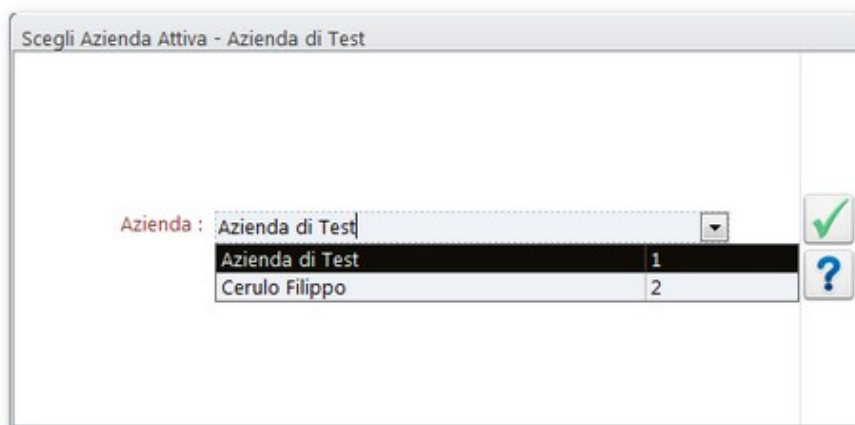 Scegli Azienda Attiva - Azienda di Test
Azienda : Azienda di Test
Azienda di Test 1
Cerulo Filippo 2
?